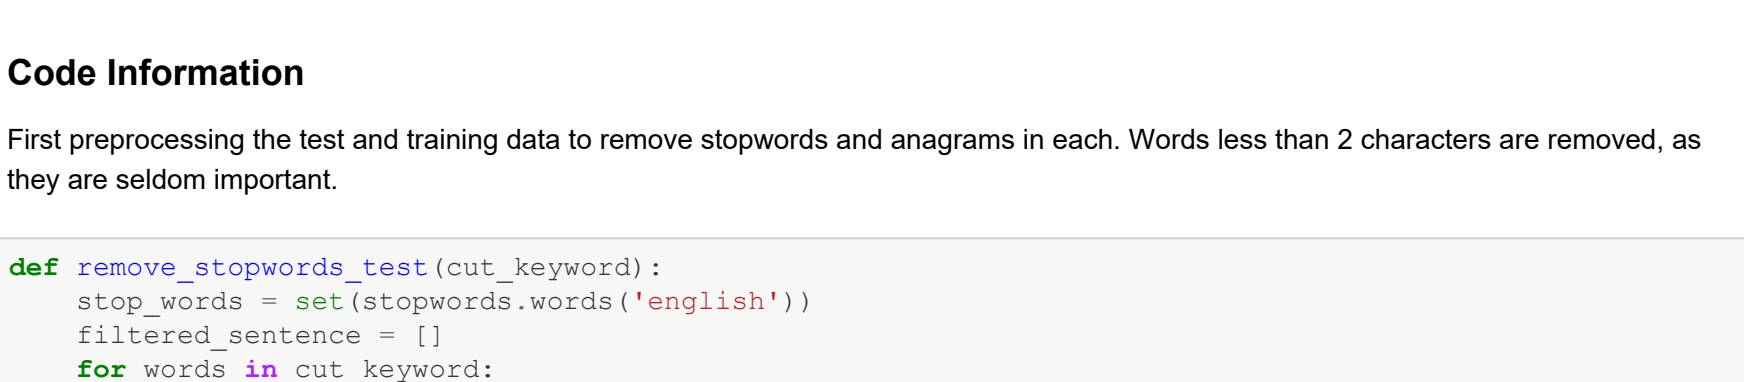 Code Information
First preprocessing the test and training data to remove stopwords and anagrams in each. Words less than 2 characters are removed, as
they are seldom important.
def remove_stopwords_test(cut_keyword):
    stop_words = set(stopwords.words('english'))
    filtered_sentence = []
    for words in cut_keyword: